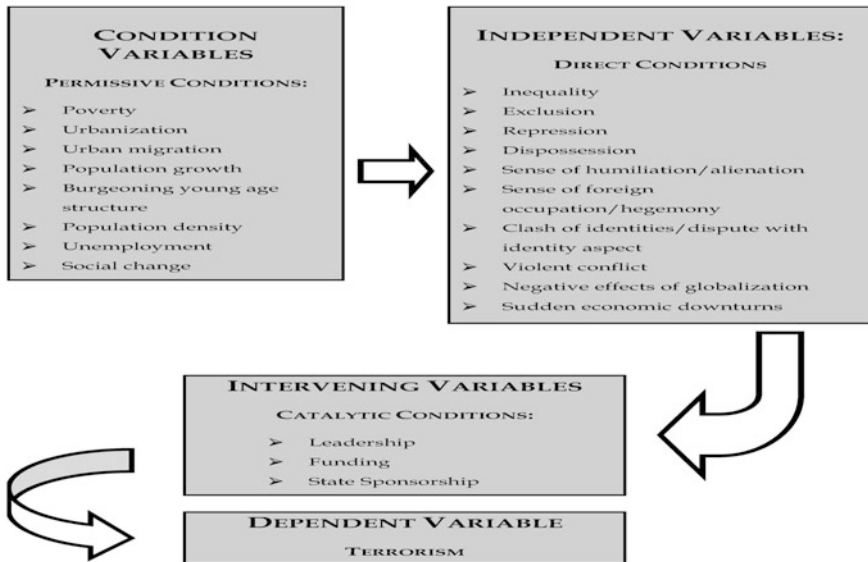 CONDITION
VARIABLES
PERMISSIVE CONDITIONS:
➢ Poverty
➢ Urbanization
➢ Urban migration
➢ Population growth
➢ Burgeoning young age
structure
➢ Population density
➢ Unemployment
➢ Social change
INDEPENDENT VARIABLES:
DIRECT CONDITIONS
➢ Inequality
➢ Exclusion
➢ Repression
➢ Dispossession
➢ Sense of humiliation/alienation
➢ Sense of foreign
occupation/hegemony
➢ Clash of identities/dispute with
identity aspect
➢ Violent conflict
➢ Negative effects of globalization
➢ Sudden economic downturns
INTERVENING VARIABLES
CATALYTIC CONDITIONS:
➢ Leadership
➢ Funding
➢ State Sponsorship
DEPENDENT VARIABLE
TERRORISM